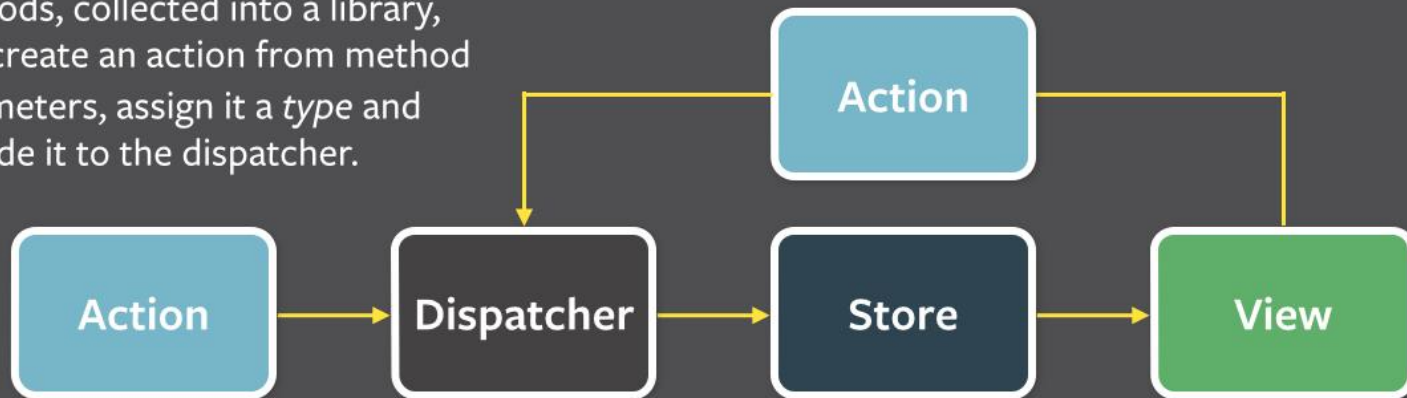 ods, collected into a library,
create an action from method
meters, assign it a type and
de it to the dispatcher.
Action
Action
Dispatcher
Store
View